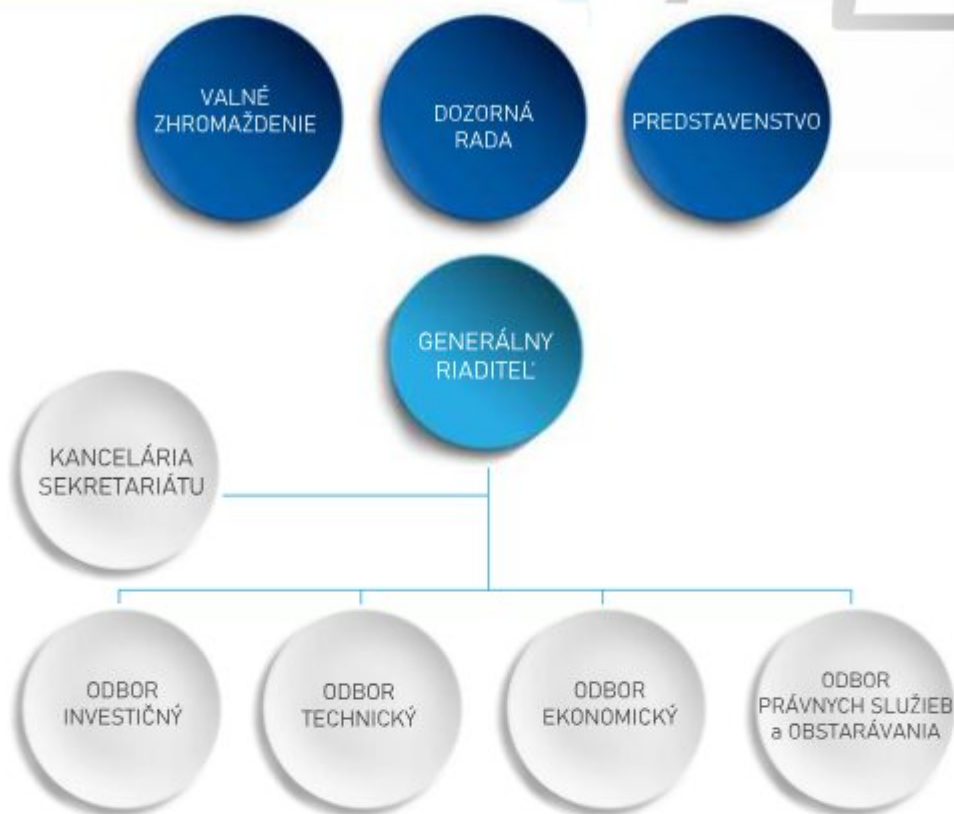 VALNÉ
ZHROMAŽDENIE
DOZORNÁ
RADA
PREDSTAVENSTVO
GENERÁLNY
RIADITEĽ
KANCELÁRIA
SEKRETARIÁTU
ODBOR
INVESTIČNÝ
ODBOR
TECHNICKÝ
ODBOR
EKONOMICKÝ
ODBOR
PRÁVNYCH SLUŽIEB
a OBSTARÁVANIA